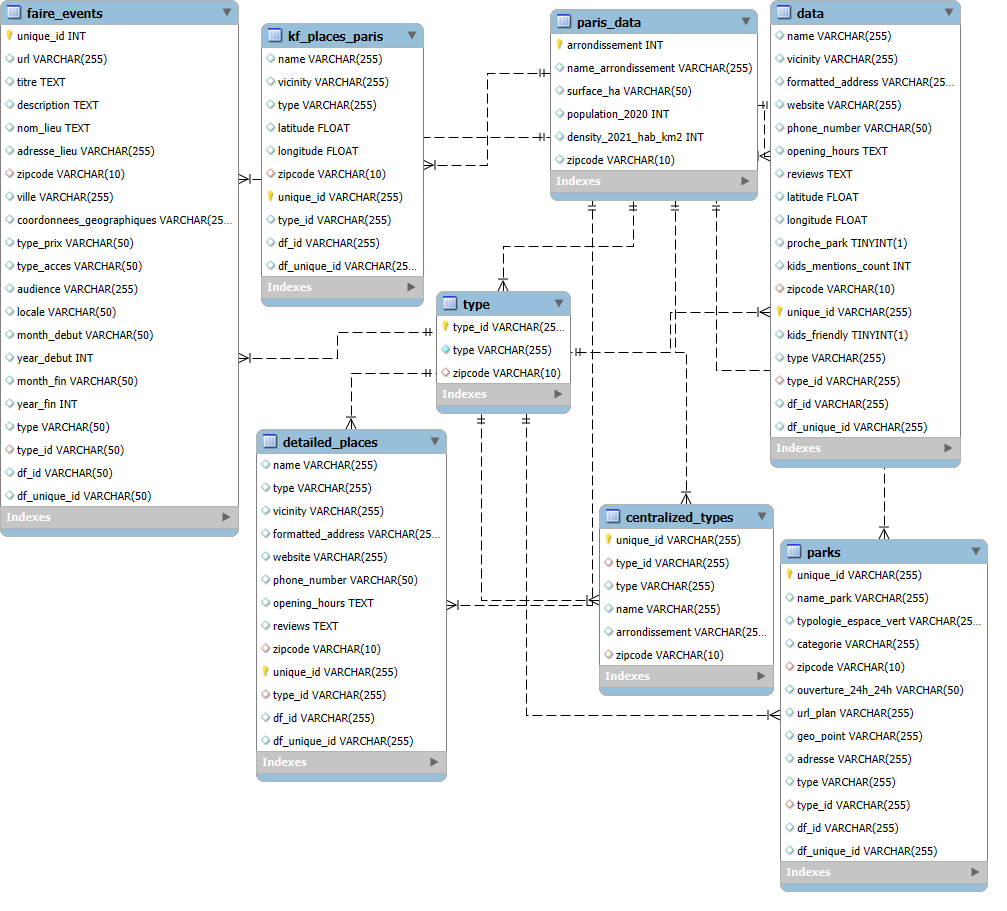 faire_events
unique_id INT
url VARCHAR(255)
titre TEXT
description TEXT
nom_lieu TEXT
adresse_lieu VARCHAR(255)
zipcode VARCHAR(10)
ville VARCHAR(255)
coordonnees_geographiques VARCHAR(25...
type_prix VARCHAR(50)
type_acces VARCHAR(50)
audience VARCHAR(255)
locale VARCHAR(50)
month_debut VARCHAR(50)
year_debut INT
month_fin VARCHAR(50)
year_fin INT
type VARCHAR(50)
type_id VARCHAR(50)
df_id VARCHAR(50)
df_unique_id VARCHAR(50)
Indexes
kf_places_paris
name VARCHAR(255)
vicinity VARCHAR(255)
type VARCHAR(255)
latitude FLOAT
longitude FLOAT
zipcode VARCHAR(10)
unique_id VARCHAR(255)
type_id VARCHAR(255)
df_id VARCHAR(255)
df_unique_id VARCHAR(25...
Indexes
paris_data
arrondissement INT
name_arrondissement VARCHAR(255)
surface_ha VARCHAR(50)
population_2020 INT
density_2021_hab_km2 INT
zipcode VARCHAR(10)
Indexes
data
name VARCHAR(255)
vicinity VARCHAR(255)
formatted_address VARCHAR(25...
website VARCHAR(255)
phone_number VARCHAR(50)
opening_hours TEXT
reviews TEXT
latitude FLOAT
longitude FLOAT
proche_park TINYINT(1)
kids_mentions_count INT
zipcode VARCHAR(10)
unique_id VARCHAR(255)
kids_friendly TINYINT(1)
type VARCHAR(255)
type_id VARCHAR(255)
df_id VARCHAR(255)
df_unique_id VARCHAR(255)
Indexes
type
type_id VARCHAR(25...
type VARCHAR(255)
zipcode VARCHAR(10)
Indexes
detailed_places
name VARCHAR(255)
type VARCHAR(255)
vicinity VARCHAR(255)
formatted_address VARCHAR(25...
website VARCHAR(255)
phone_number VARCHAR(50)
opening_hours TEXT
reviews TEXT
zipcode VARCHAR(10)
unique_id VARCHAR(255)
type_id VARCHAR(255)
df_id VARCHAR(255)
df_unique_id VARCHAR(255)
Indexes
centralized_types
unique_id VARCHAR(255)
type_id VARCHAR(255)
type VARCHAR(255)
name VARCHAR(255)
arrondissement VARCHAR(25...
zipcode VARCHAR(10)
Indexes
parks
unique_id VARCHAR(255)
name_park VARCHAR(255)
typologie_espace_vert VARCHAR(25...
categorie VARCHAR(255)
zipcode VARCHAR(10)
ouverture_24h_24h VARCHAR(50)
url_plan VARCHAR(255)
geo_point VARCHAR(255)
adresse VARCHAR(255)
type VARCHAR(255)
type_id VARCHAR(255)
df_id VARCHAR(255)
df_unique_id VARCHAR(255)
Indexes